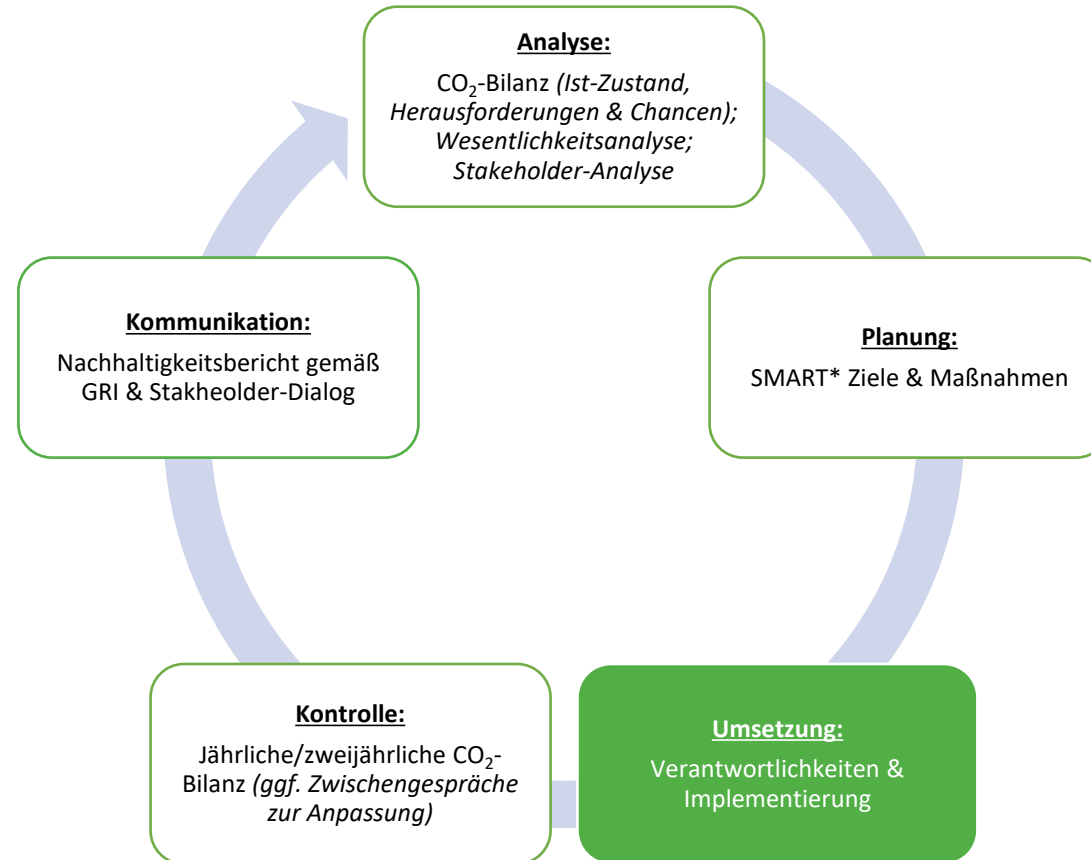 Analyse:
CO₂-Bilanz (Ist-Zustand,
Herausforderungen & Chancen);
Wesentlichkeitsanalyse;
Stakeholder-Analyse
Planung:
SMART* Ziele & Maßnahmen
Umsetzung:
Verantwortlichkeiten &
Implementierung
Kontrolle:
Jährliche/zweijährliche CO₂-
Bilanz (ggf. Zwischengespräche
zur Anpassung)
Kommunikation:
Nachhaltigkeitsbericht gemäß
GRI & Stakheolder-Dialog